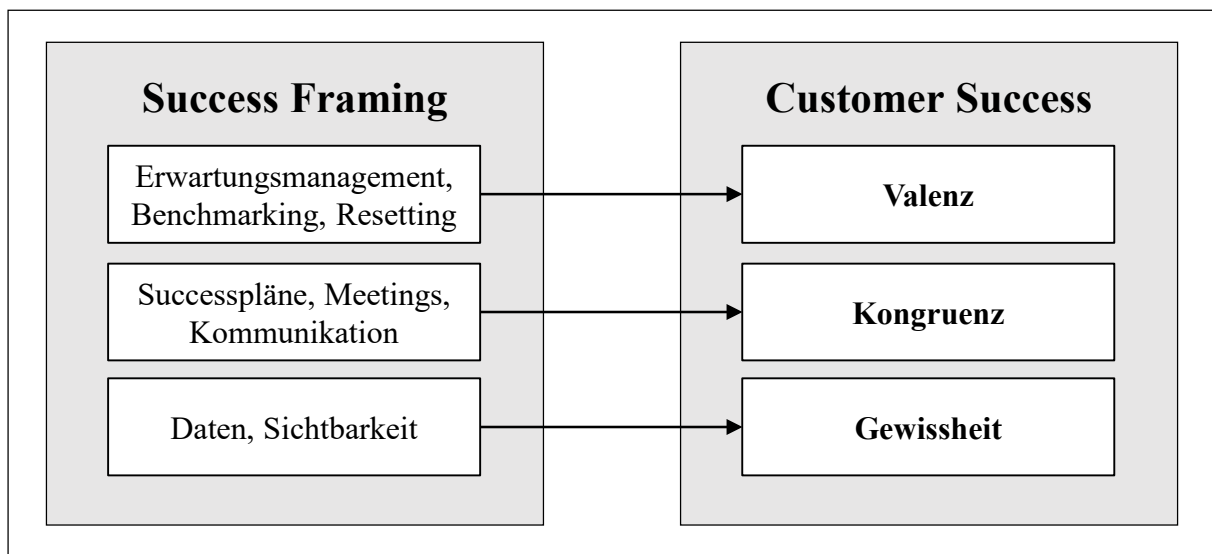 Success Framing
Erwartungsmanagement,
Benchmarking, Resetting
Successpläne, Meetings,
Kommunikation
Daten, Sichtbarkeit
Customer Success
Valenz
Kongruenz
Gewissheit